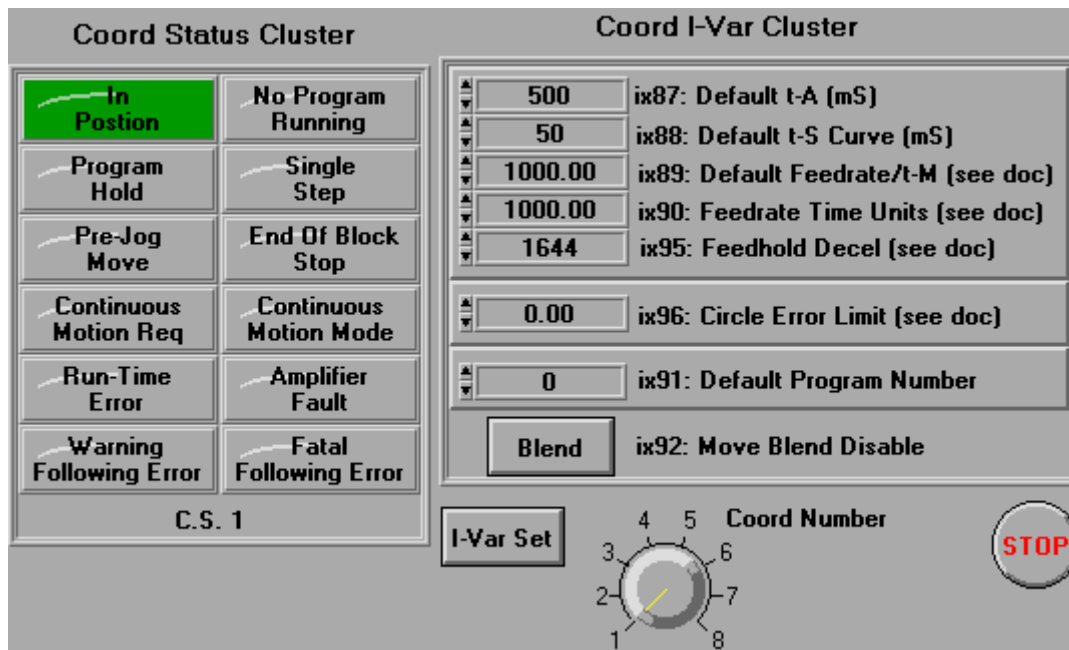 Coord Status Cluster
In
Postion
No Program
Running
Program
Hold
Single
Step
Pre-Jog
Move
End Of Block
Stop
Continuous
Motion Req
Continuous
Motion Mode
Run-Time
Error
Amplifier
Fault
Warning
Following Error
Fatal
Following Error
C.S. 1
Coord I-Var Cluster
500 ix87: Default t-A (mS)
50 ix88: Default t-S Curve (mS)
1000.00 ix89: Default Feedrate/t-M (see doc)
1000.00 ix90: Feedrate Time Units (see doc)
1644 ix95: Feedhold Decel (see doc)
0.00 ix96: Circle Error Limit (see doc)
0 ix91: Default Program Number
Blend ix92: Move Blend Disable
I-Var Set
Coord Number
1
2
3
4
5
6
7
8
STOP